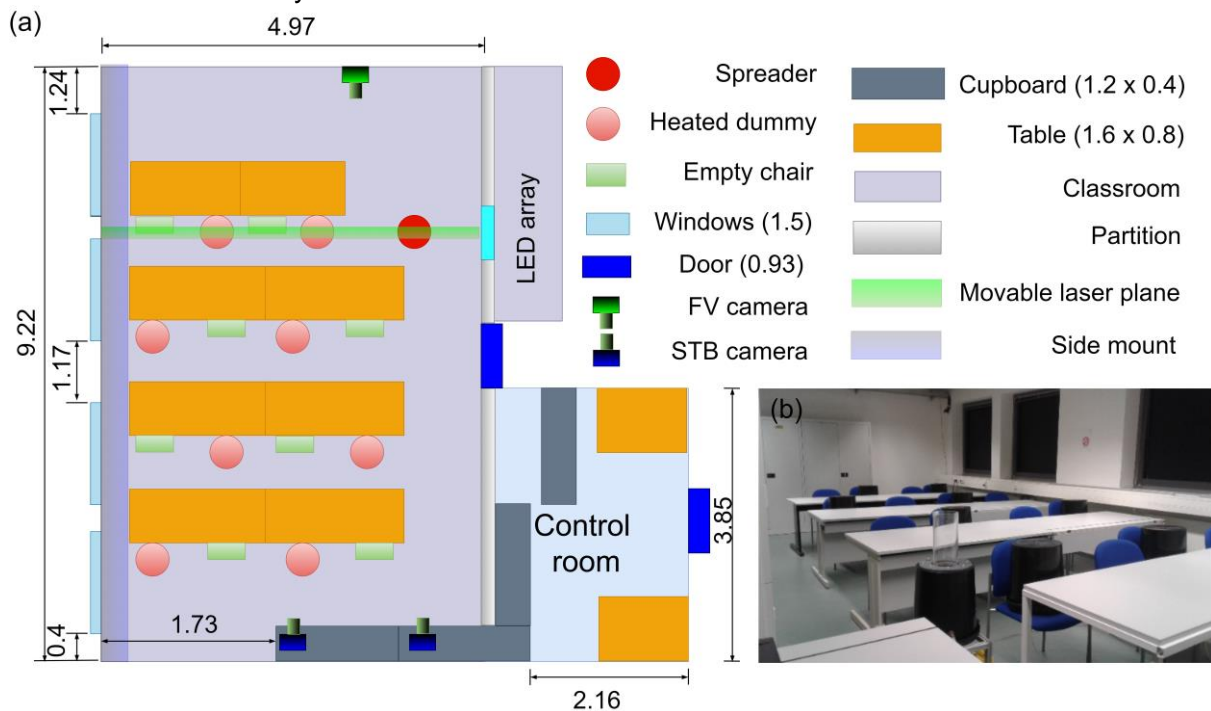 (a)
4.97
1.24
9.22
1.17
0.4
1.73
LED array
Control
room
3.85
2.16
Spreader
Heated dummy
Empty chair
Windows (1.5)
Door (0.93)
FV camera
STB camera
Cupboard (1.2 x 0.4)
Table (1.6 x 0.8)
Classroom
Partition
Movable laser plane
Side mount
(b)